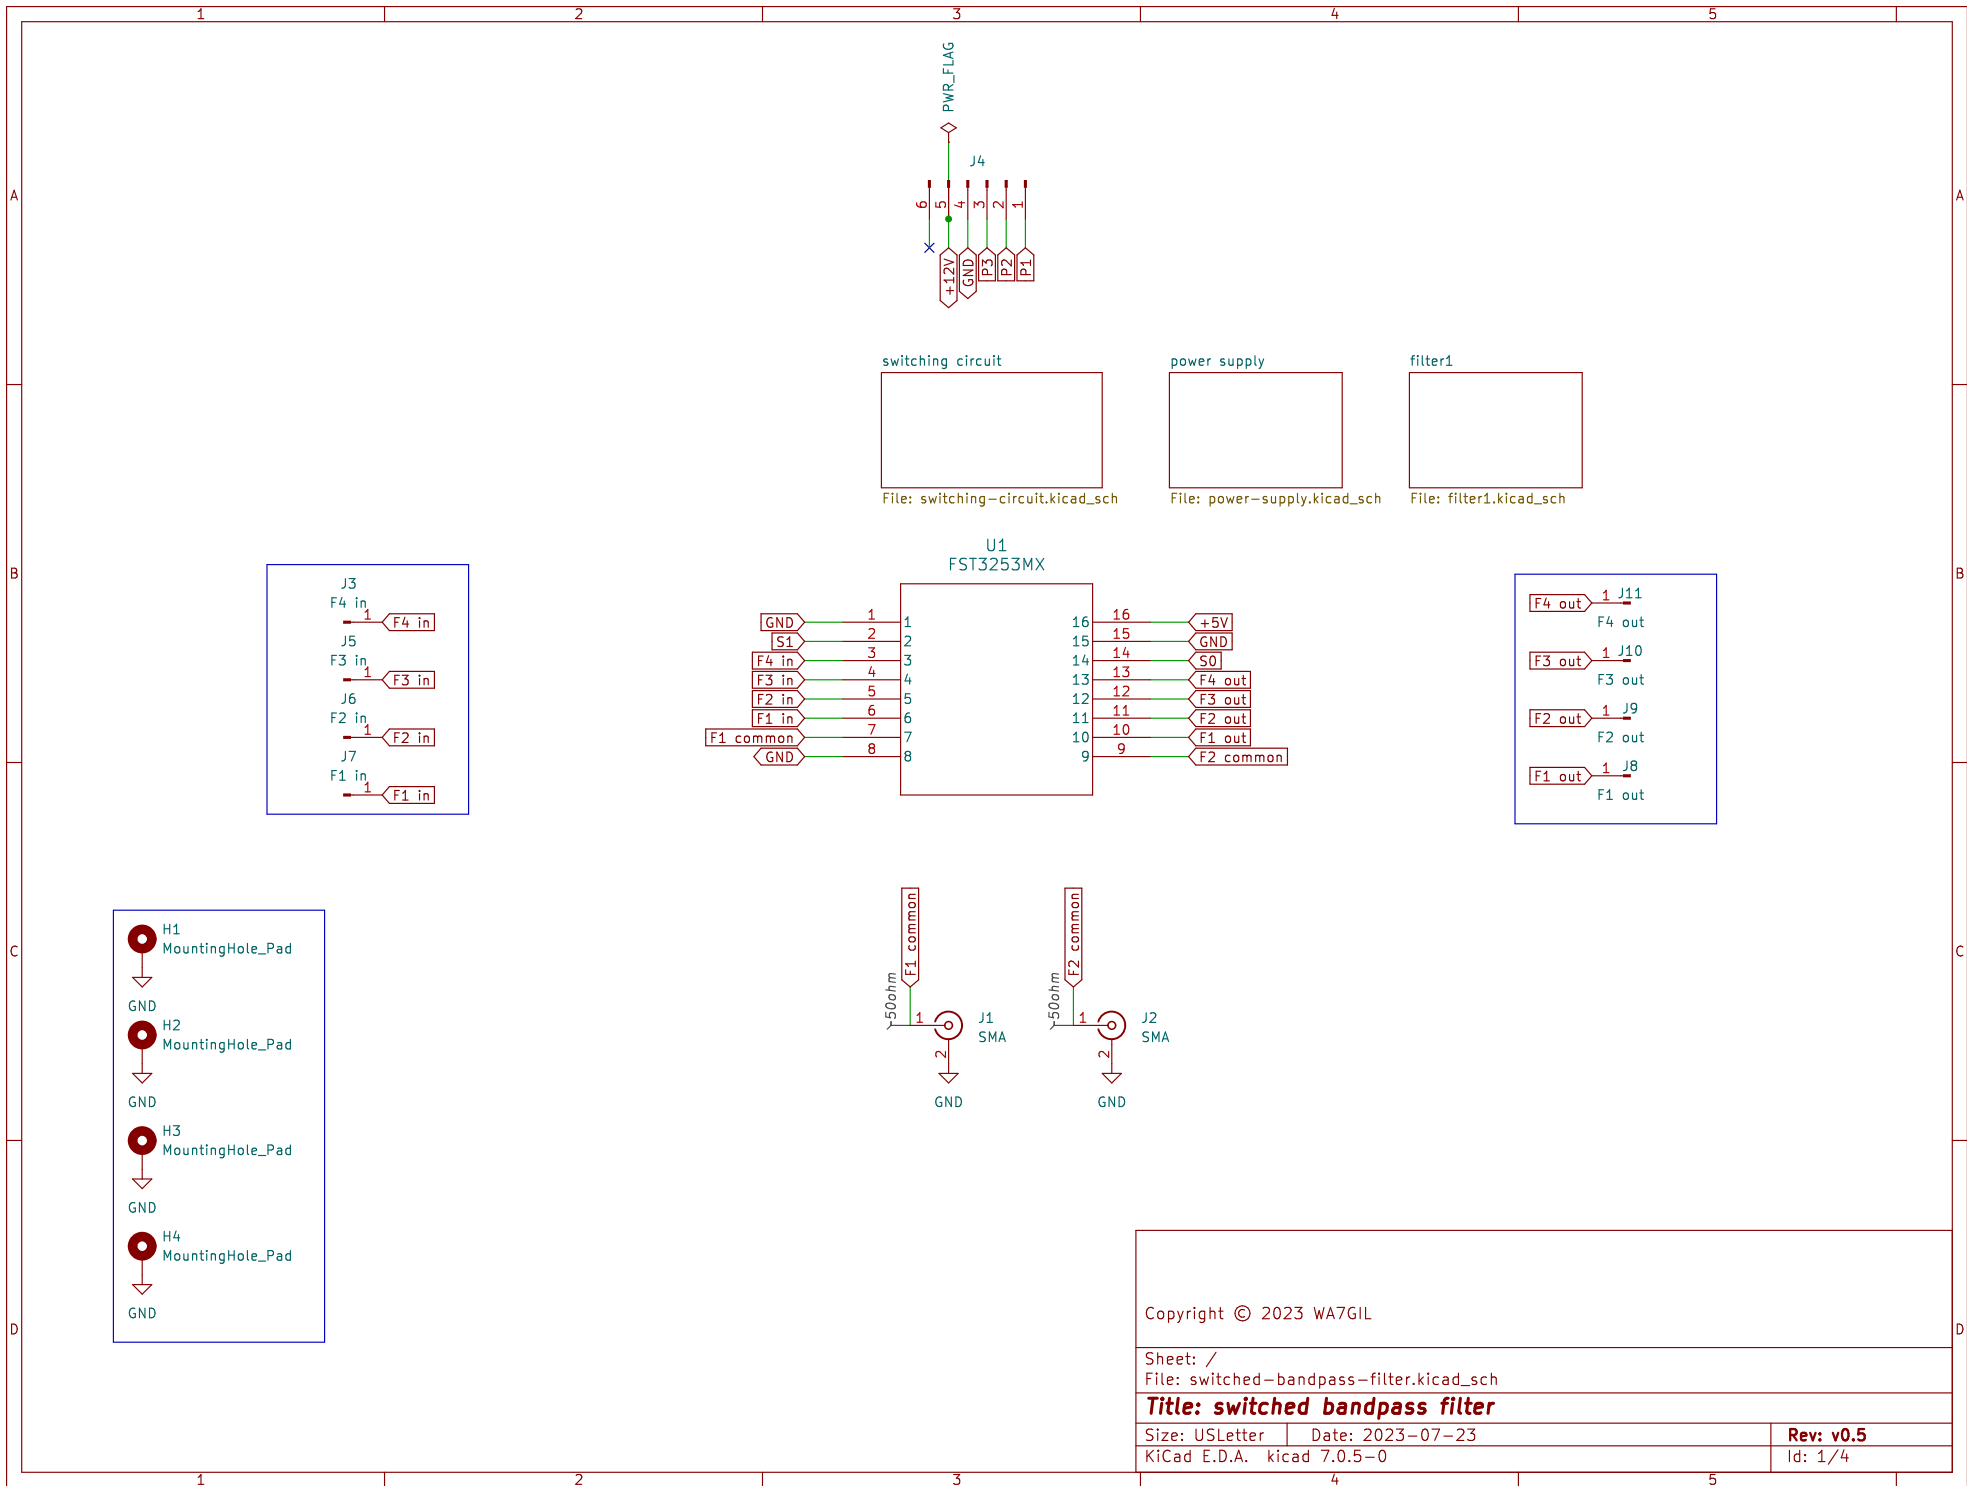 1 2 3 4 5
PWR_FLAG
J4
A A
6 5 4 3 2 1
+12V GND P3 P2 P1
switching circuit power supply filter1
File: switching-circuit.kicad_sch File: power-supply.kicad_sch File: filter1.kicad_sch
U1
FST3253MX
B B
J3
F4 in
1 F4 in
J5
F3 in
1 F3 in
J6
F2 in
1 F2 in
J7
F1 in
1 F1 in
GND 1 1 16 16 +5V
S1 2 2 15 15 GND
F4 in 3 3 14 14 S0
F3 in 4 4 13 13 F4 out
F2 in 5 5 12 12 F3 out
F1 in 6 6 11 11 F2 out
F1 common 7 7 10 10 F1 out
GND 8 8 9 9 F2 common
F4 out 1 J11
F4 out
F3 out 1 J10
F3 out
F2 out 1 J9
F2 out
F1 out 1 J8
F1 out
C C
H1
MountingHole_Pad
GND
H2
MountingHole_Pad
GND
H3
MountingHole_Pad
GND
H4
MountingHole_Pad
GND
F1 common
50ohm
1
J1
SMA
2
GND
F2 common
50ohm
1
J2
SMA
2
GND
D D
Copyright © 2023 WA7GIL
Sheet: /
File: switched-bandpass-filter.kicad_sch
Title: switched bandpass filter
Size: USLetter Date: 2023-07-23 Rev: v0.5
KiCad E.D.A. kicad 7.0.5-0 Id: 1/4
1 2 3 4 5